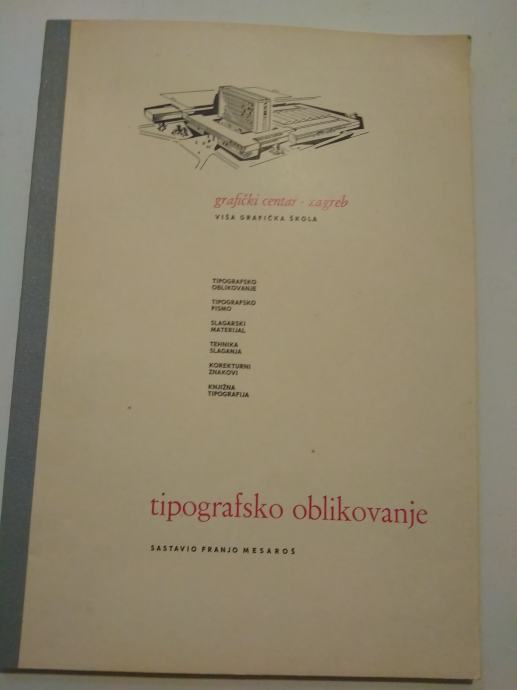 grafički centar · zagreb
VIŠA GRAFIČKA ŠKOLA
TIPOGRAFSKO
OBLIKOVANJE
TIPOGRAFSKO
PISMO
SLAGARSKI
MATERIJAL
TEHNIKA
SLAGANJA
KOREKTURNI
ZNAKOVI
KNJIŽNA
TIPOGRAFIJA
tipografsko oblikovanje
SASTAVIO FRANJO MESAROŠ